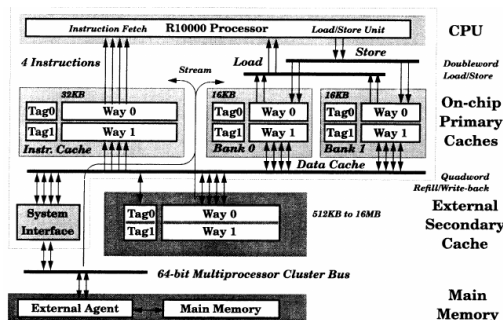 Instruction Fetch R10000 Processor Load/Store Unit CPU
Store
4 Instructions Stream Load Doubleword
Load/Store
32KB 16KB 16KB On-chip
Tag0 Way 0 Tag0 Way 0 Tag0 Way 0 Primary
Tag1 Way 1 Tag1 Way 1 Tag1 Way 1 Caches
Instr. Cache Bank 0 Bank 1
Data Cache
Quadword
Refill/Write-back
System Interface Tag0 Way 0 512KB to 16MB External
Tag1 Way 1 Secondary
Cache
64-bit Multiprocessor Cluster Bus
Main
External Agent Main Memory Memory